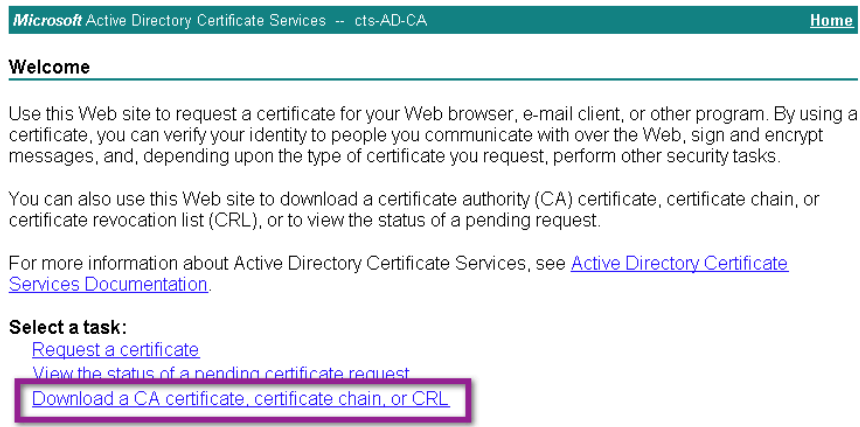 Microsoft Active Directory Certificate Services -- cts-AD-CA Home
Welcome
Use this Web site to request a certificate for your Web browser, e-mail client, or other program. By using a
certificate, you can verify your identity to people you communicate with over the Web, sign and encrypt
messages, and, depending upon the type of certificate you request, perform other security tasks.
You can also use this Web site to download a certificate authority (CA) certificate, certificate chain, or
certificate revocation list (CRL), or to view the status of a pending request.
For more information about Active Directory Certificate Services, see Active Directory Certificate
Services Documentation.
Select a task:
Request a certificate
View the status of a pending certificate request
Download a CA certificate, certificate chain, or CRL